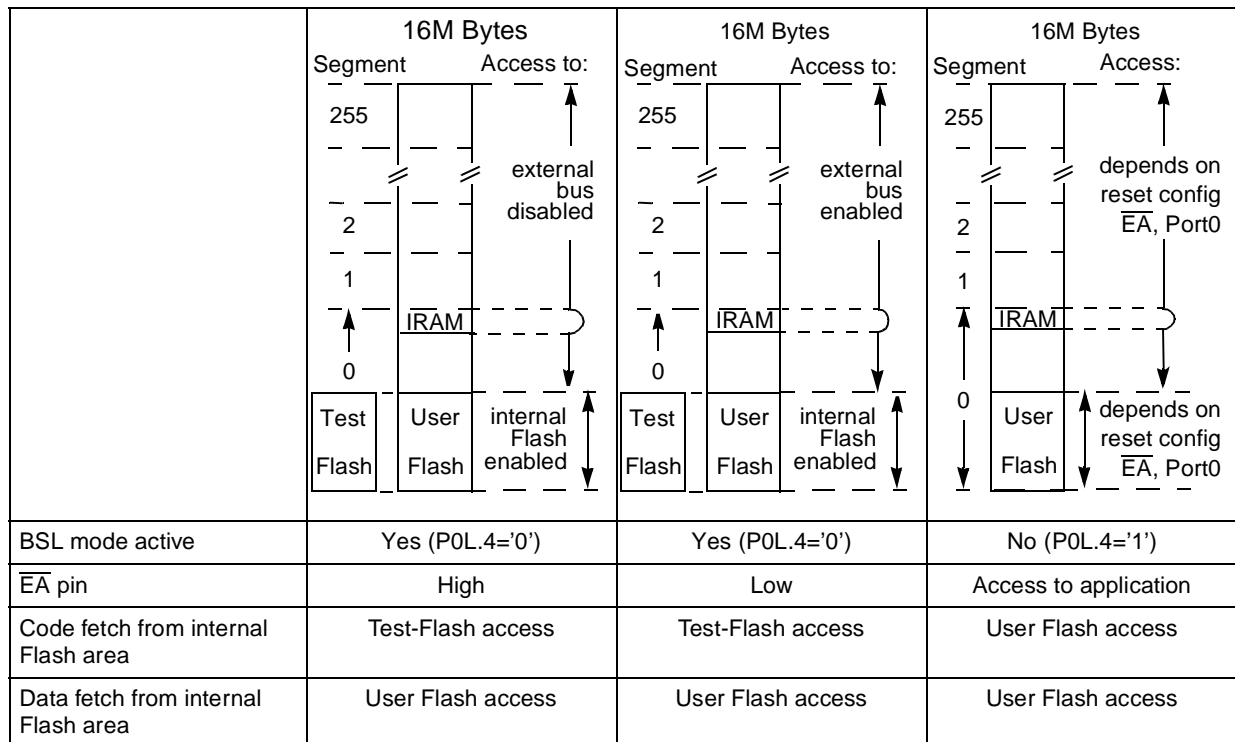 16M Bytes
Segment Access to:
255
external
bus
disabled
2
1
IRAM
0
Test User internal
Flash
Flash Flash enabled
16M Bytes
Segment Access to:
255
external
bus
enabled
2
1
IRAM
0
Test User internal
Flash
Flash Flash enabled
16M Bytes
Segment Access:
255
depends on
reset config
EA, Port0
2
1
IRAM
0
User depends on
reset config
Flash EA, Port0
BSL mode active Yes (P0L.4='0') Yes (P0L.4='0') No (P0L.4='1')
EA pin High Low Access to application
Code fetch from internal Test-Flash access Test-Flash access User Flash access
Flash area
Data fetch from internal User Flash access User Flash access User Flash access
Flash area